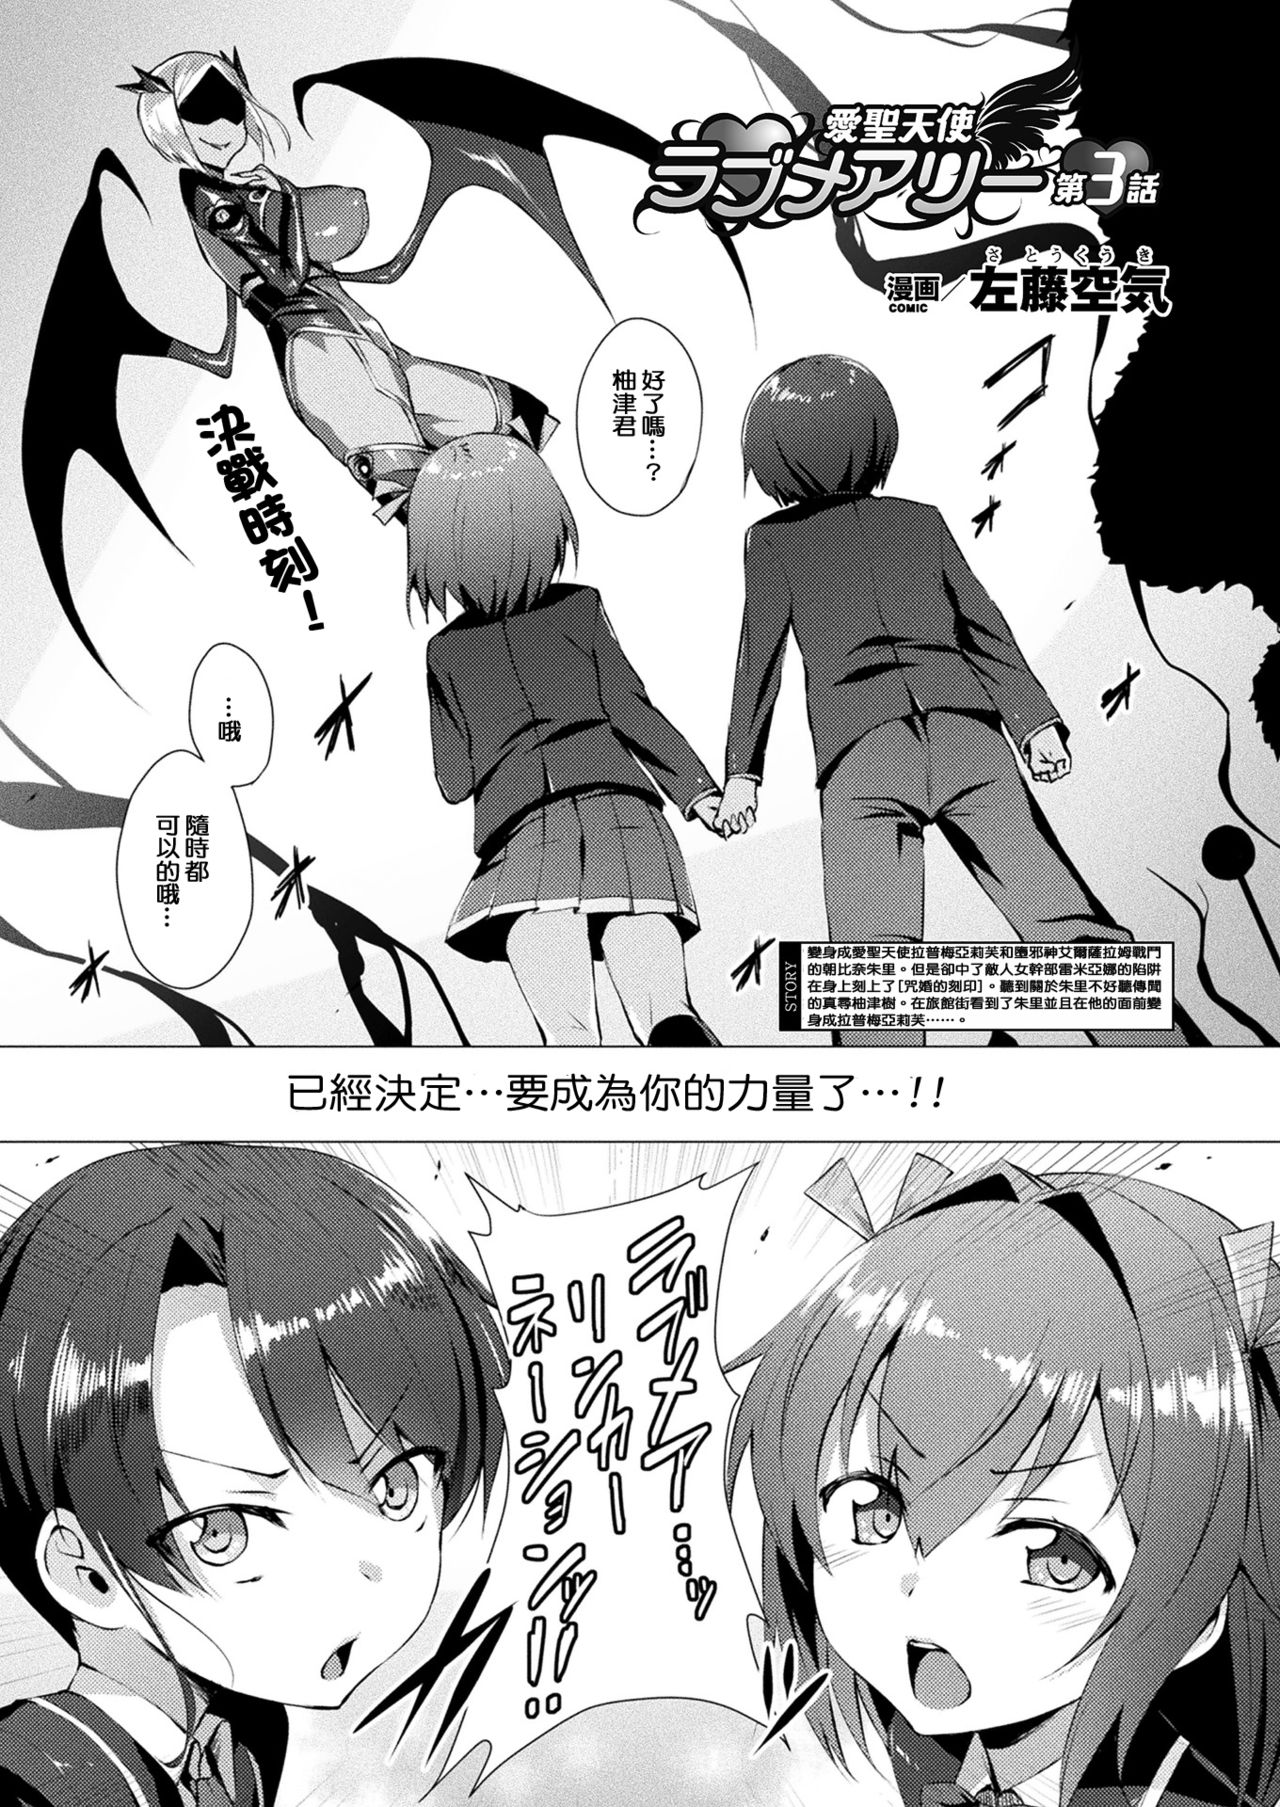 愛聖天使
ラブメアリー 第3話
さとうくうき
漫画/左藤空気
COMIC
好了嗎…?
柚津君
決戰時刻!
…哦
隨時都
可以的哦…
STORY
變身成愛聖天使拉普梅亞莉芙和墮邪神艾爾薩拉姆戰鬥
的朝比奈朱里。但是卻中了敵人女幹部雷米亞娜的陷阱
在身上刻上了[咒婚的刻印]。聽到關於朱里不好聽傳聞
的真尋柚津樹。在旅館街看到了朱里並且在他的面前變
身成拉普梅亞莉芙……。
已經決定…要成為你的力量了…!!
ラブメア…ッ
リンカー
ネーションッ!!